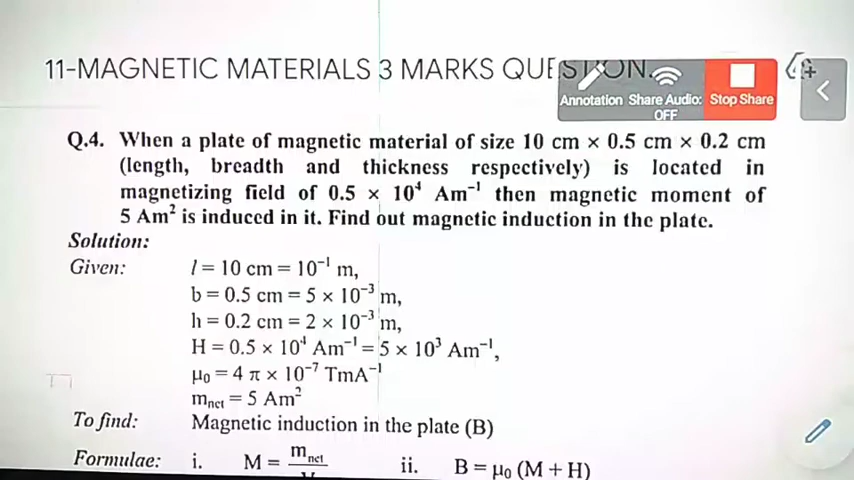 11-MAGNETIC MATERIALS 3 MARKS QUESTION.
Annotation Share Audio: OFF Stop Share
Q.4. When a plate of magnetic material of size 10 cm × 0.5 cm × 0.2 cm
(length, breadth and thickness respectively) is located in
magnetizing field of 0.5 × 10⁴ Am⁻¹ then magnetic moment of
5 Am² is induced in it. Find out magnetic induction in the plate.
Solution:
Given: l = 10 cm = 10⁻¹ m,
b = 0.5 cm = 5 × 10⁻³ m,
h = 0.2 cm = 2 × 10⁻³ m,
H = 0.5 × 10⁴ Am⁻¹ = 5 × 10³ Am⁻¹,
μ₀ = 4 π × 10⁻⁷ TmA⁻¹
mnet = 5 Am²
To find: Magnetic induction in the plate (B)
Formulae: i. M = mnet / V ii. B = μ₀ (M + H)